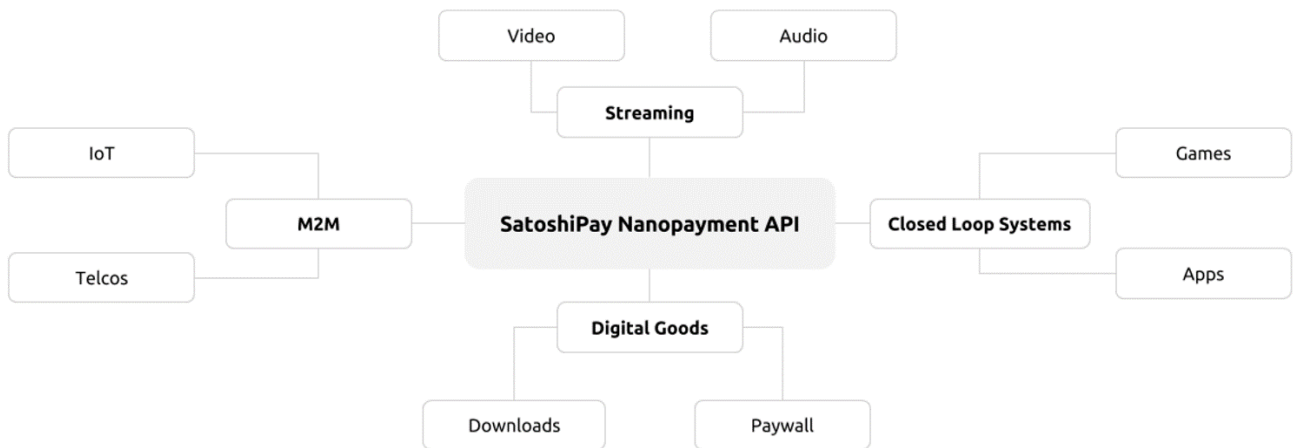 Video
Audio
Streaming
IoT
Games
M2M
SatoshiPay Nanopayment API
Closed Loop Systems
Telcos
Apps
Digital Goods
Downloads
Paywall